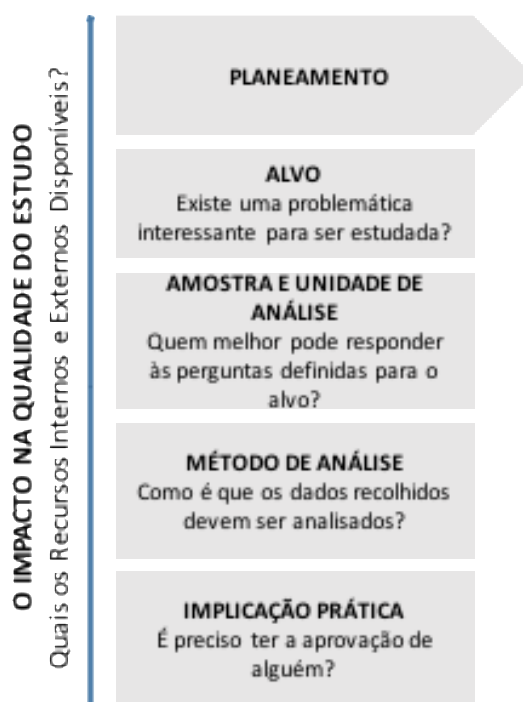 O IMPACTO NA QUALIDADE DO ESTUDO
Quais os Recursos Internos e Externos Disponíveis?
PLANEAMENTO
ALVO
Existe uma problemática
interessante para ser estudada?
AMOSTRA E UNIDADE DE
ANÁLISE
Quem melhor pode responder
às perguntas definidas para o
alvo?
MÉTODO DE ANÁLISE
Como é que os dados recolhidos
devem ser analisados?
IMPLICAÇÃO PRÁTICA
É preciso ter a aprovação de
alguém?